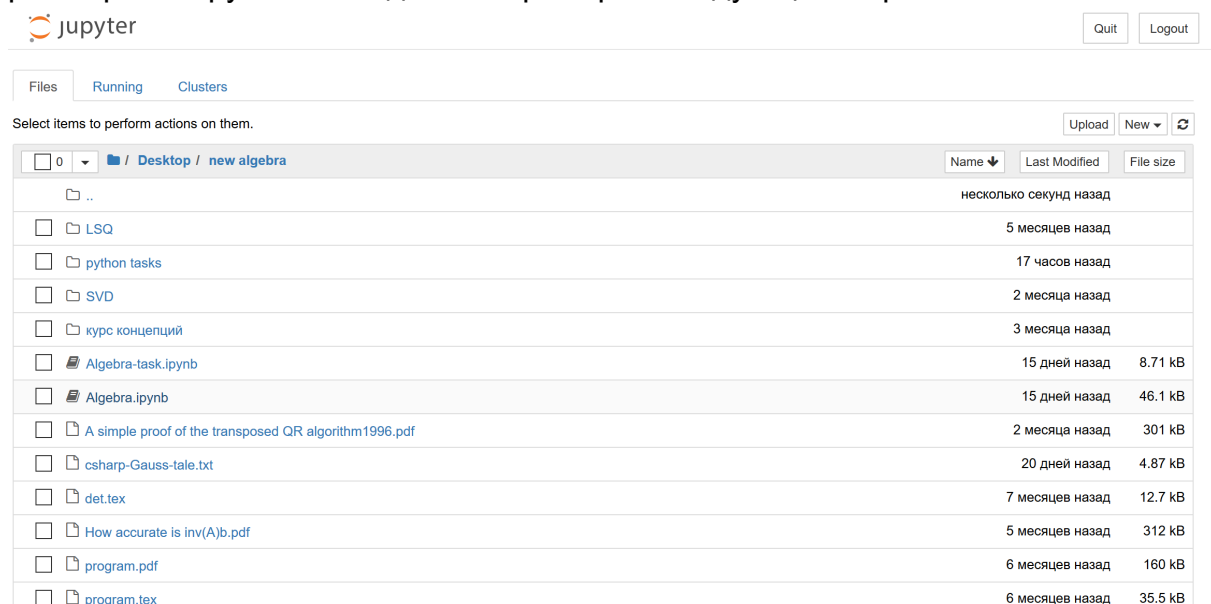 jupyter
Quit Logout
Files Running Clusters
Select items to perform actions on them.
Upload New
0 / Desktop / new algebra Name Last Modified File size
.. несколько секунд назад
LSQ 5 месяцев назад
python tasks 17 часов назад
SVD 2 месяца назад
курс концепций 3 месяца назад
Algebra-task.ipynb 15 дней назад 8.71 kB
Algebra.ipynb 15 дней назад 46.1 kB
A simple proof of the transposed QR algorithm1996.pdf 2 месяца назад 301 kB
csharp-Gauss-tale.txt 20 дней назад 4.87 kB
det.tex 7 месяцев назад 12.7 kB
How accurate is inv(A)b.pdf 5 месяцев назад 312 kB
program.pdf 6 месяцев назад 160 kB
program.tex 6 месяцев назад 35.5 kB